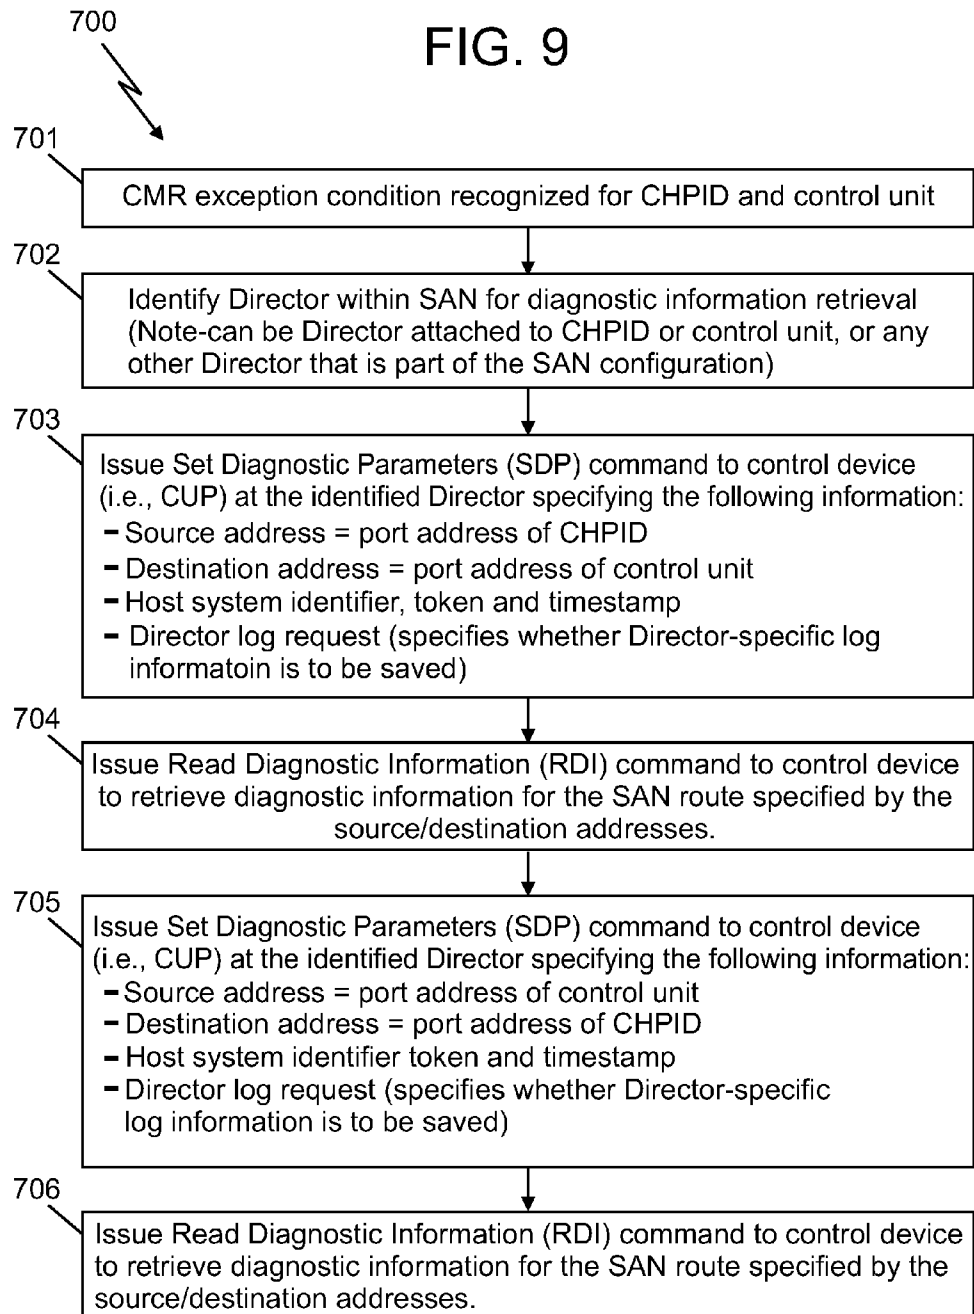 700
FIG. 9
701
CMR exception condition recognized for CHPID and control unit
702
Identify Director within SAN for diagnostic information retrieval
(Note-can be Director attached to CHPID or control unit, or any
other Director that is part of the SAN configuration)
703
Issue Set Diagnostic Parameters (SDP) command to control device
(i.e., CUP) at the identified Director specifying the following information:
- Source address = port address of CHPID
- Destination address = port address of control unit
- Host system identifier, token and timestamp
- Director log request (specifies whether Director-specific log
informatoin is to be saved)
704
Issue Read Diagnostic Information (RDI) command to control device
to retrieve diagnostic information for the SAN route specified by the
source/destination addresses.
705
Issue Set Diagnostic Parameters (SDP) command to control device
(i.e., CUP) at the identified Director specifying the following information:
- Source address = port address of control unit
- Destination address = port address of CHPID
- Host system identifier token and timestamp
- Director log request (specifies whether Director-specific
log information is to be saved)
706
Issue Read Diagnostic Information (RDI) command to control device
to retrieve diagnostic information for the SAN route specified by the
source/destination addresses.